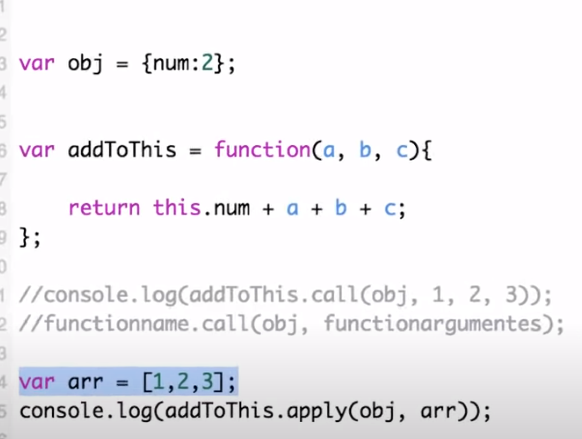 var obj = {num:2};
var addToThis = function(a, b, c){
return this.num + a + b + c;
};
//console.log(addToThis.call(obj, 1, 2, 3));
//functionname.call(obj, functionargumentes);
var arr = [1,2,3];
console.log(addToThis.apply(obj, arr));